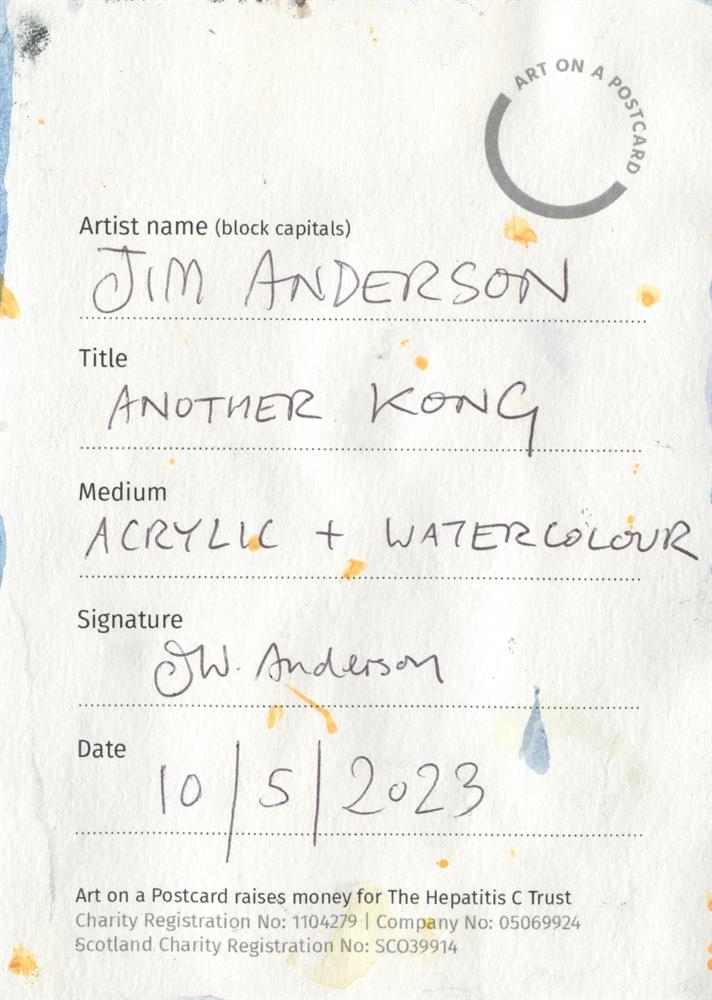 ART ON A POSTCARD
Artist name (block capitals)
JIM ANDERSON
Title
ANOTHER KONG
Medium
ACRYLIC + WATERCOLOUR
Signature
JW. Anderson
Date
10/5/2023
Art on a Postcard raises money for The Hepatitis C Trust
Charity Registration No: 1104279 | Company No: 05069924
Scotland Charity Registration No: SCO39914